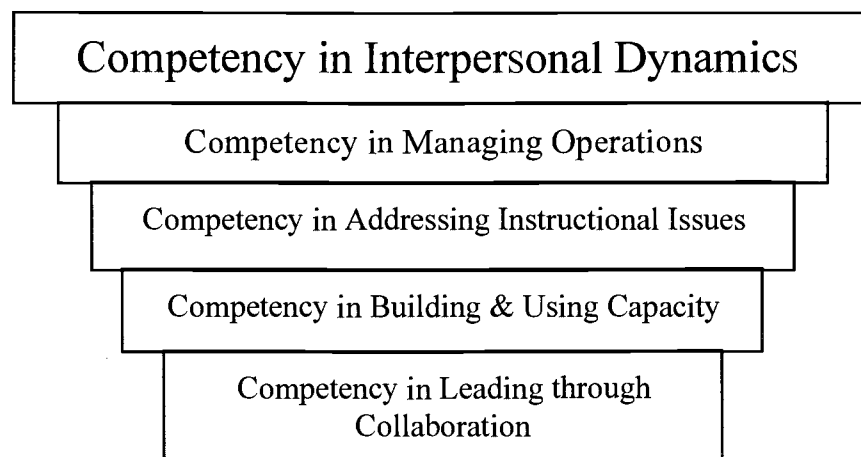 Competency in Interpersonal Dynamics
Competency in Managing Operations
Competency in Addressing Instructional Issues
Competency in Building & Using Capacity
Competency in Leading through
Collaboration